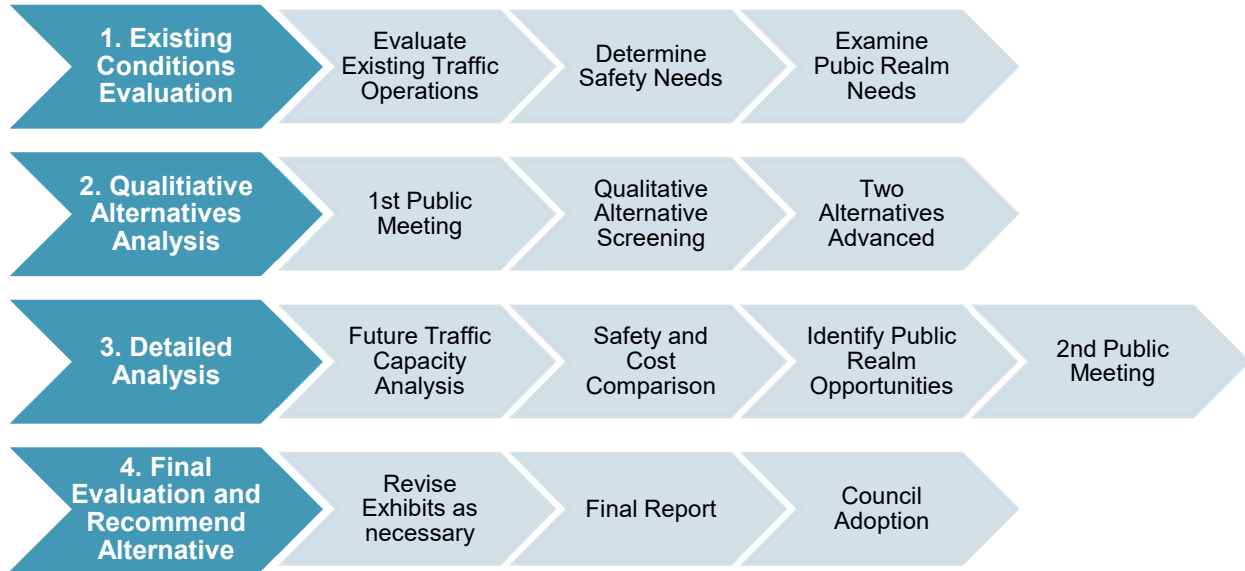 1. Existing
Conditions
Evaluation
Evaluate
Existing Traffic
Operations
Determine
Safety Needs
Examine
Pubic Realm
Needs
2. Qualitiative
Alternatives
Analysis
1st Public
Meeting
Qualitative
Alternative
Screening
Two
Alternatives
Advanced
3. Detailed
Analysis
Future Traffic
Capacity
Analysis
Safety and
Cost
Comparison
Identify Public
Realm
Opportunities
2nd Public
Meeting
4. Final
Evaluation and
Recommend
Alternative
Revise
Exhibits as
necessary
Final Report
Council
Adoption